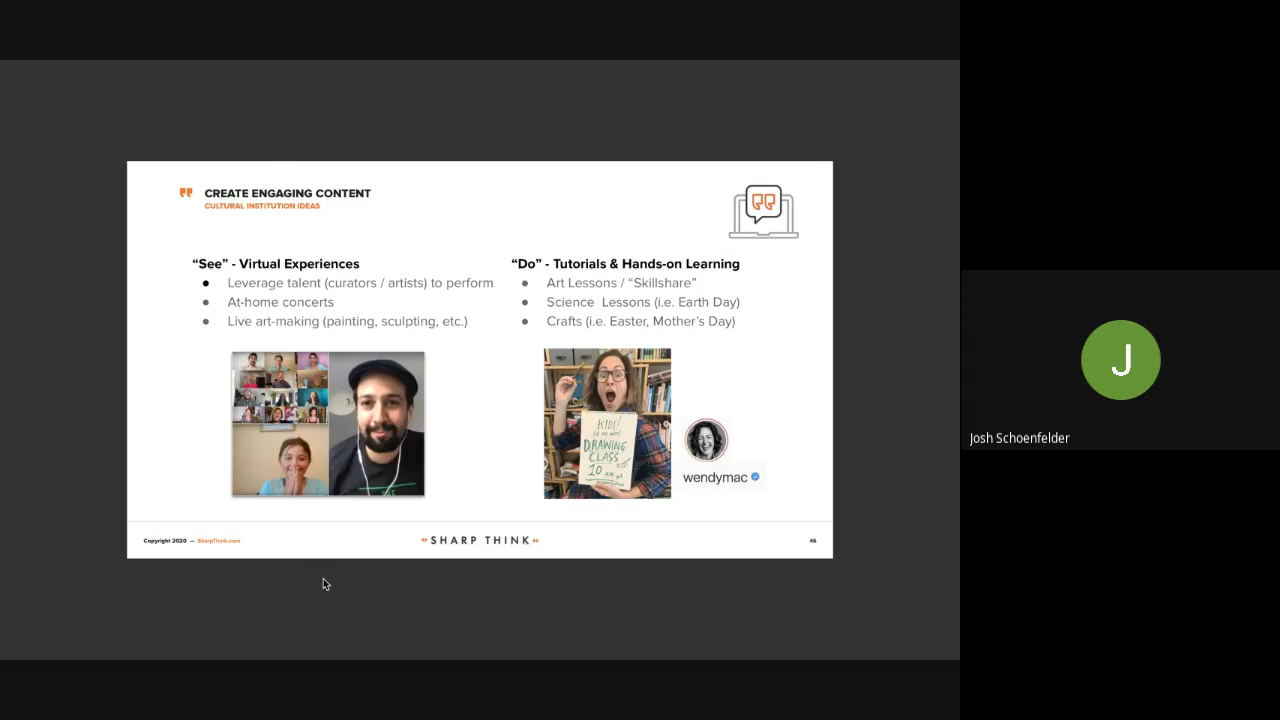 CREATE ENGAGING CONTENT
CULTURAL INSTITUTION IDEAS
“See” - Virtual Experiences
● Leverage talent (curators / artists) to perform
● At-home concerts
● Live art-making (painting, sculpting, etc.)
“Do” - Tutorials & Hands-on Learning
● Art Lessons / “Skillshare”
● Science Lessons (i.e. Earth Day)
● Crafts (i.e. Easter, Mother’s Day)
KIDS!
DRAWING
CLASS
10 AM
wendymac
Copyright 2020 — SharpThink.com
SHARP THINK
46
J
Josh Schoenfelder